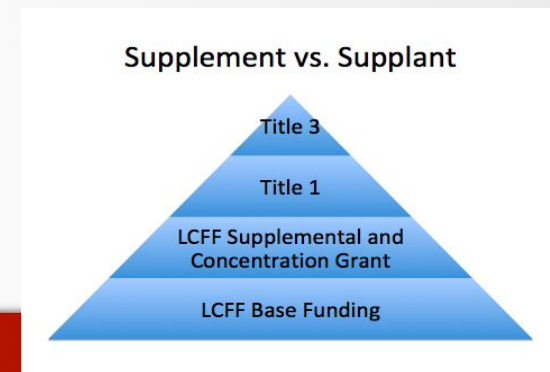 Supplement vs. Supplant
Title 3
Title 1
LCFF Supplemental and
Concentration Grant
LCFF Base Funding